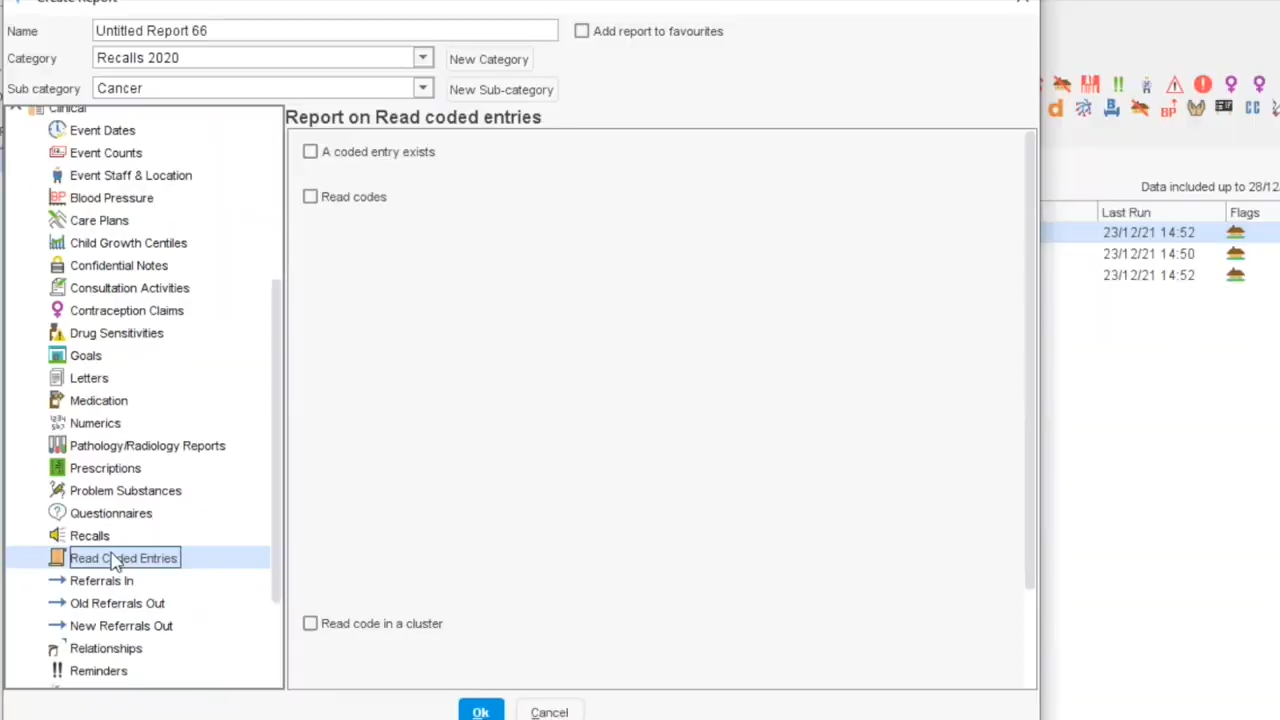 Create Report
Name
Untitled Report 66
Add report to favourites
Category
Recalls 2020
New Category
Sub category
Cancer
New Sub-category
Clinical
Event Dates
Event Counts
Event Staff & Location
Blood Pressure
Care Plans
Child Growth Centiles
Confidential Notes
Consultation Activities
Contraception Claims
Drug Sensitivities
Goals
Letters
Medication
Numerics
Pathology/Radiology Reports
Prescriptions
Problem Substances
Questionnaires
Recalls
Read Coded Entries
Referrals In
Old Referrals Out
New Referrals Out
Relationships
Reminders
Report on Read coded entries
A coded entry exists
Read codes
Read code in a cluster
Ok
Cancel
Data included up to 28/12
Last Run
Flags
23/12/21 14:52
23/12/21 14:50
23/12/21 14:52